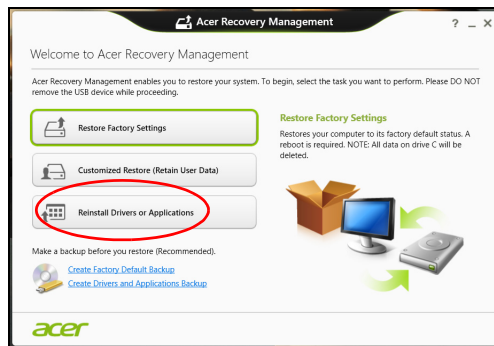 Acer Recovery Management
? _ X
Welcome to Acer Recovery Management
Acer Recovery Management enables you to restore your system. To begin, select the task you want to perform. Please DO NOT
remove the USB device while proceeding.
Restore Factory Settings
Customized Restore (Retain User Data)
Reinstall Drivers or Applications
Restore Factory Settings
Restores your computer to its factory default status. A
reboot is required. NOTE: All data on drive C will be
deleted.
Make a backup before you restore (Recommended).
Create Factory Default Backup
Create Drivers and Applications Backup
acer